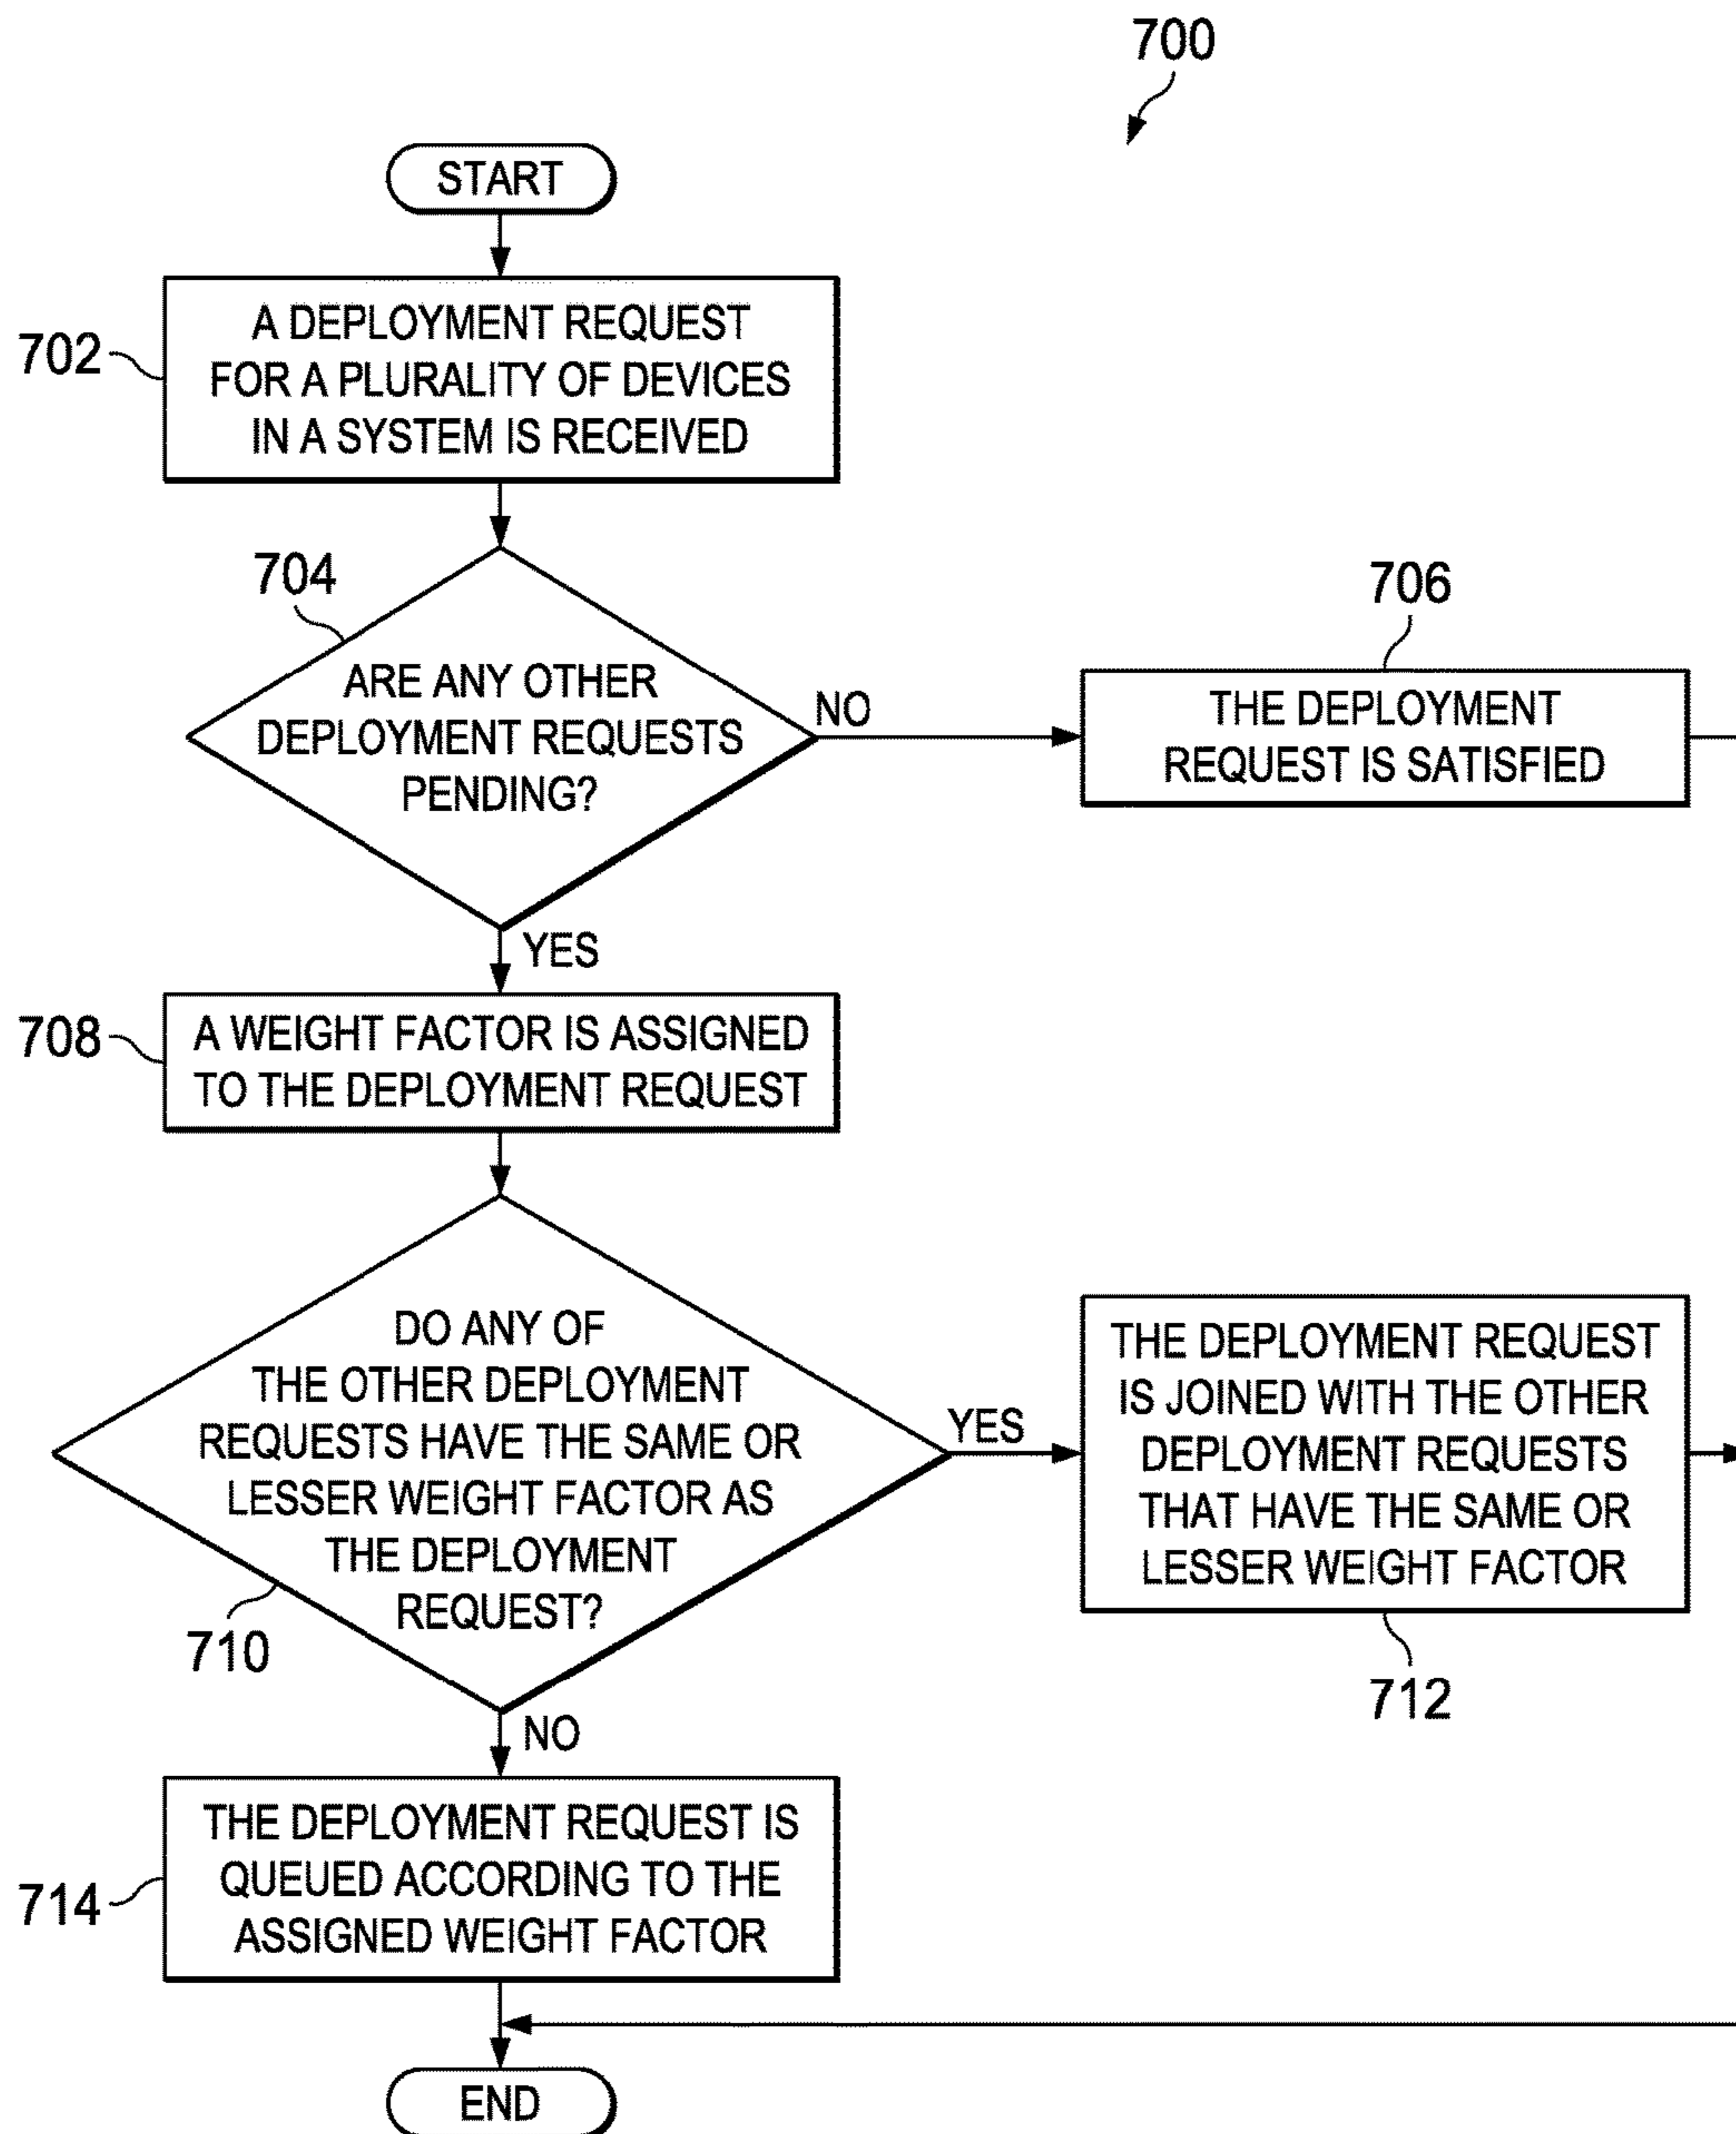 700
START
702
A DEPLOYMENT REQUEST
FOR A PLURALITY OF DEVICES
IN A SYSTEM IS RECEIVED
704
ARE ANY OTHER
DEPLOYMENT REQUESTS
PENDING?
NO
706
THE DEPLOYMENT
REQUEST IS SATISFIED
YES
708
A WEIGHT FACTOR IS ASSIGNED
TO THE DEPLOYMENT REQUEST
DO ANY OF
THE OTHER DEPLOYMENT
REQUESTS HAVE THE SAME OR
LESSER WEIGHT FACTOR AS
THE DEPLOYMENT
REQUEST?
710
YES
THE DEPLOYMENT REQUEST
IS JOINED WITH THE OTHER
DEPLOYMENT REQUESTS
THAT HAVE THE SAME OR
LESSER WEIGHT FACTOR
712
NO
714
THE DEPLOYMENT REQUEST IS
QUEUED ACCORDING TO THE
ASSIGNED WEIGHT FACTOR
END